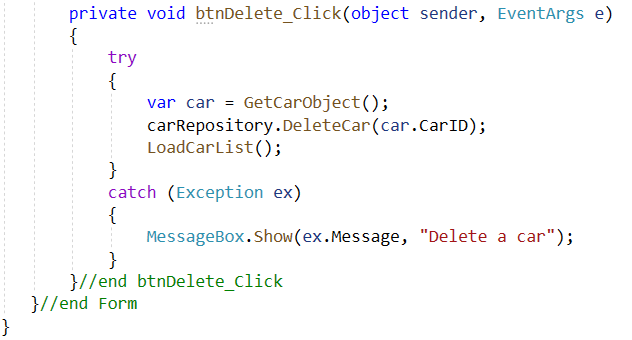 private void btnDelete_Click(object sender, EventArgs e)
{
try
{
var car = GetCarObject();
carRepository.DeleteCar(car.CarID);
LoadCarList();
}
catch (Exception ex)
{
MessageBox.Show(ex.Message, "Delete a car");
}
}//end btnDelete_Click
}//end Form
}